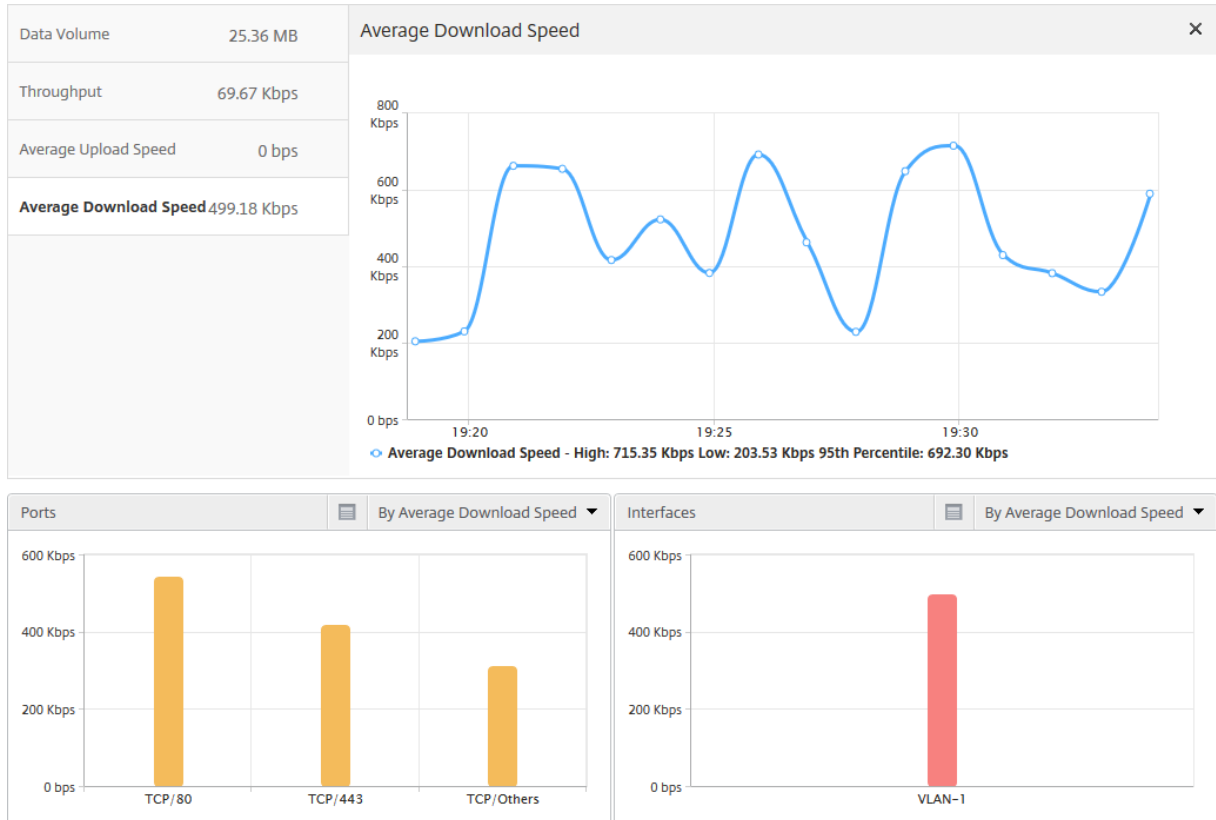 Data Volume 25.36 MB
Throughput 69.67 Kbps
Average Upload Speed 0 bps
Average Download Speed 499.18 Kbps
Average Download Speed
800
Kbps
600
Kbps
400
Kbps
200
Kbps
0 bps
19:20 19:25 19:30
Average Download Speed - High: 715.35 Kbps Low: 203.53 Kbps 95th Percentile: 692.30 Kbps
Ports By Average Download Speed
600 Kbps
400 Kbps
200 Kbps
0 bps
TCP/80 TCP/443 TCP/Others
Interfaces By Average Download Speed
600 Kbps
400 Kbps
200 Kbps
0 bps
VLAN-1